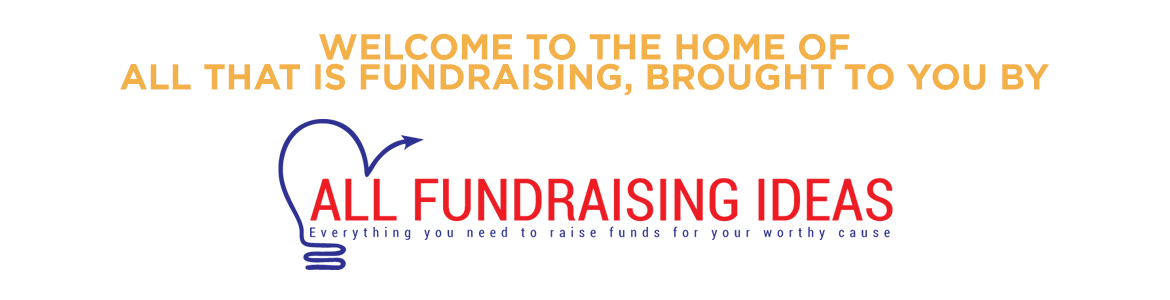 WELCOME TO THE HOME OF
ALL THAT IS FUNDRAISING, BROUGHT TO YOU BY
ALL FUNDRAISING IDEAS
Everything you need to raise funds for your worthy cause